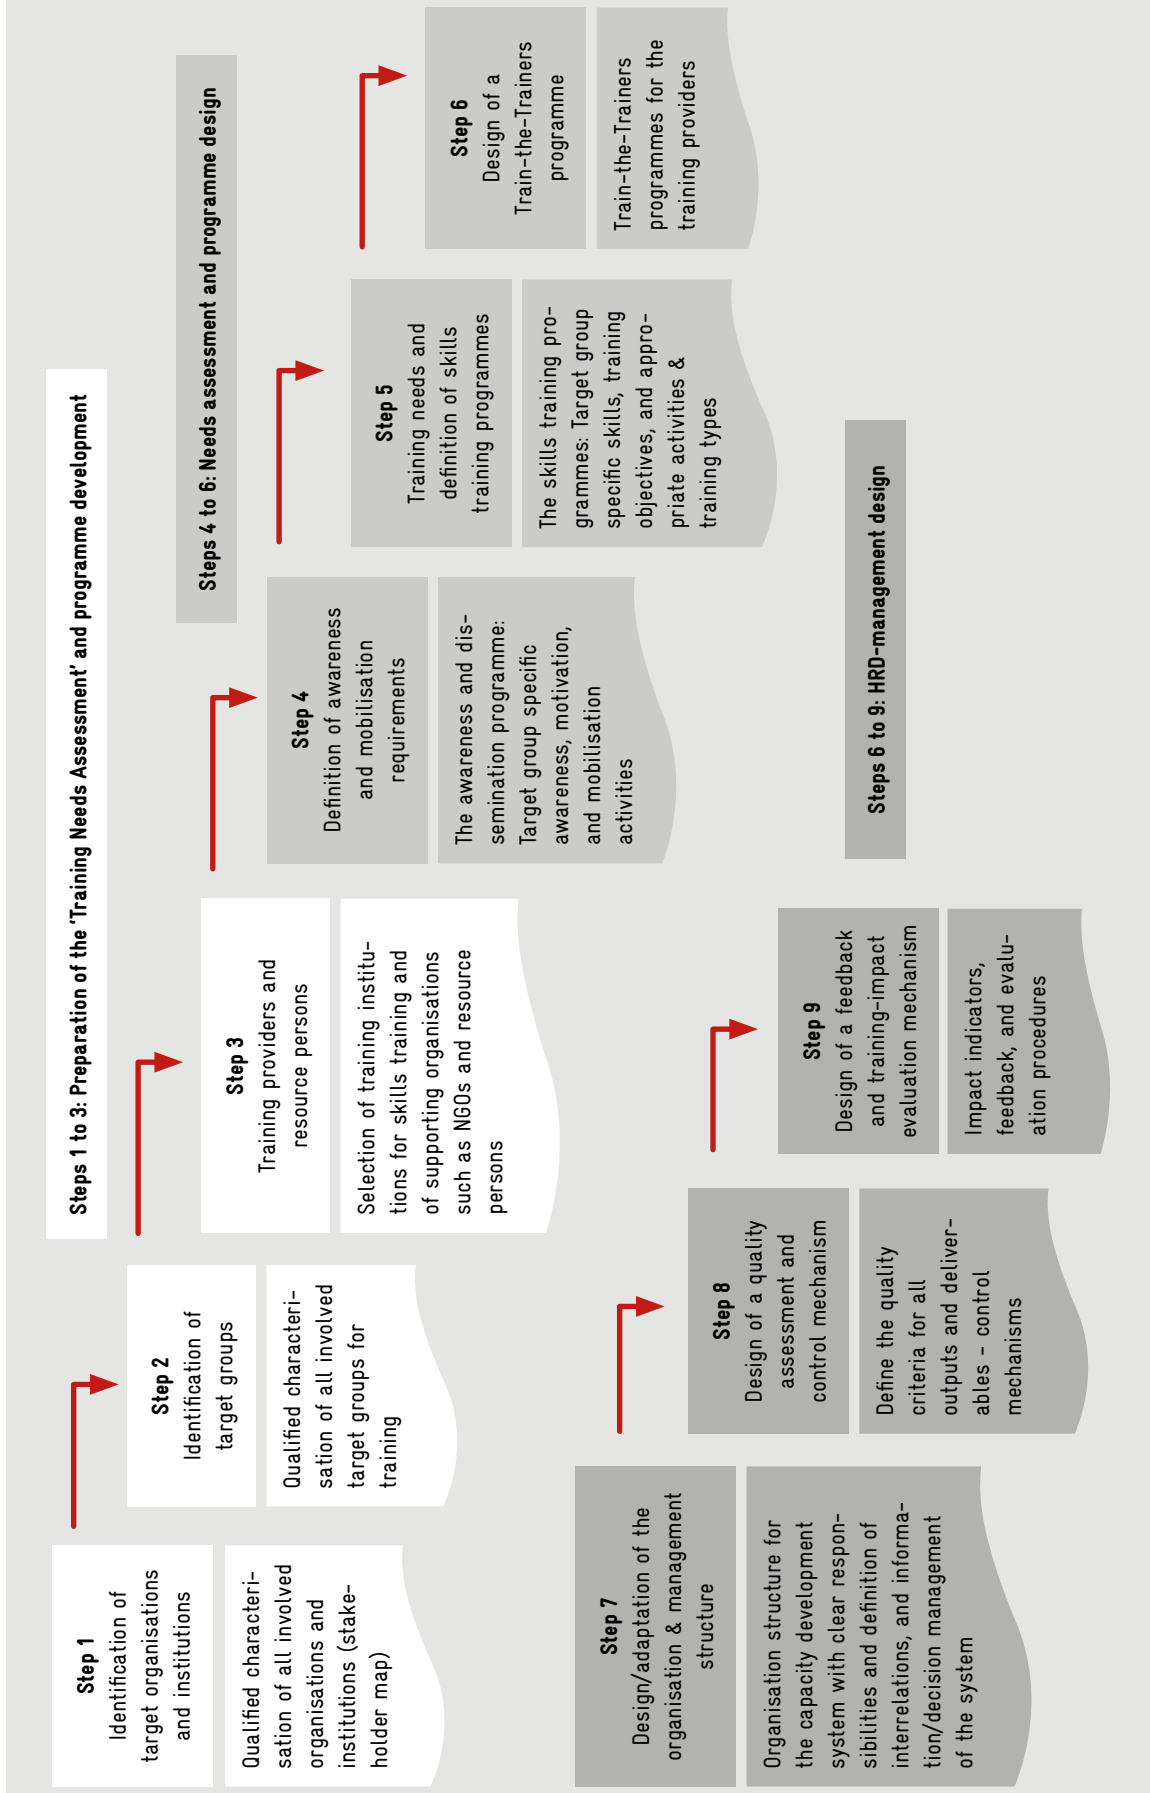 Steps 1 to 3: Preparation of the 'Training Needs Assessment' and programme development
Step 1
Identification of
target organisations
and institutions
Qualified characteri-
sation of all involved
organisations and
institutions (stake-
holder map)
Step 2
Identification of
target groups
Qualified characteri-
sation of all involved
target groups for
training
Step 3
Training providers and
resource persons
Selection of training institu-
tions for skills training and
of supporting organisations
such as NGOs and resource
persons
Steps 4 to 6: Needs assessment and programme design
Step 4
Definition of awareness
and mobilisation
requirements
The awareness and dis-
semination programme:
Target group specific
awareness, motivation,
and mobilisation
activities
Step 5
Training needs and
definition of skills
training programmes
The skills training pro-
grammes: Target group
specific skills, training
objectives, and appro-
priate activities &
training types
Step 6
Design of a
Train-the-Trainers
programme
Train-the-Trainers
programmes for the
training providers
Step 7
Design/adaptation of the
organisation & management
structure
Organisation structure for
the capacity development
system with clear respon-
sibilities and definition of
interrelations, and informa-
tion/decision management
of the system
Step 8
Design of a quality
assessment and
control mechanism
Define the quality
criteria for all
outputs and deliver-
ables - control
mechanisms
Step 9
Design of a feedback
and training-impact
evaluation mechanism
Impact indicators,
feedback, and evalu-
ation procedures
Steps 6 to 9: HRD-management design